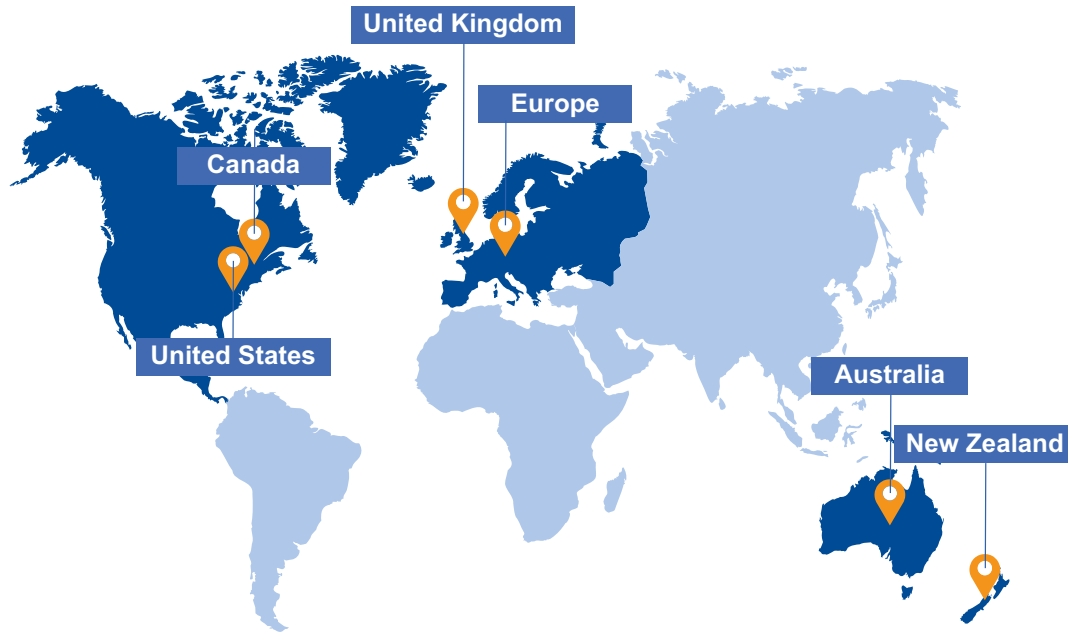 United Kingdom
Europe
Canada
United States
Australia
New Zealand